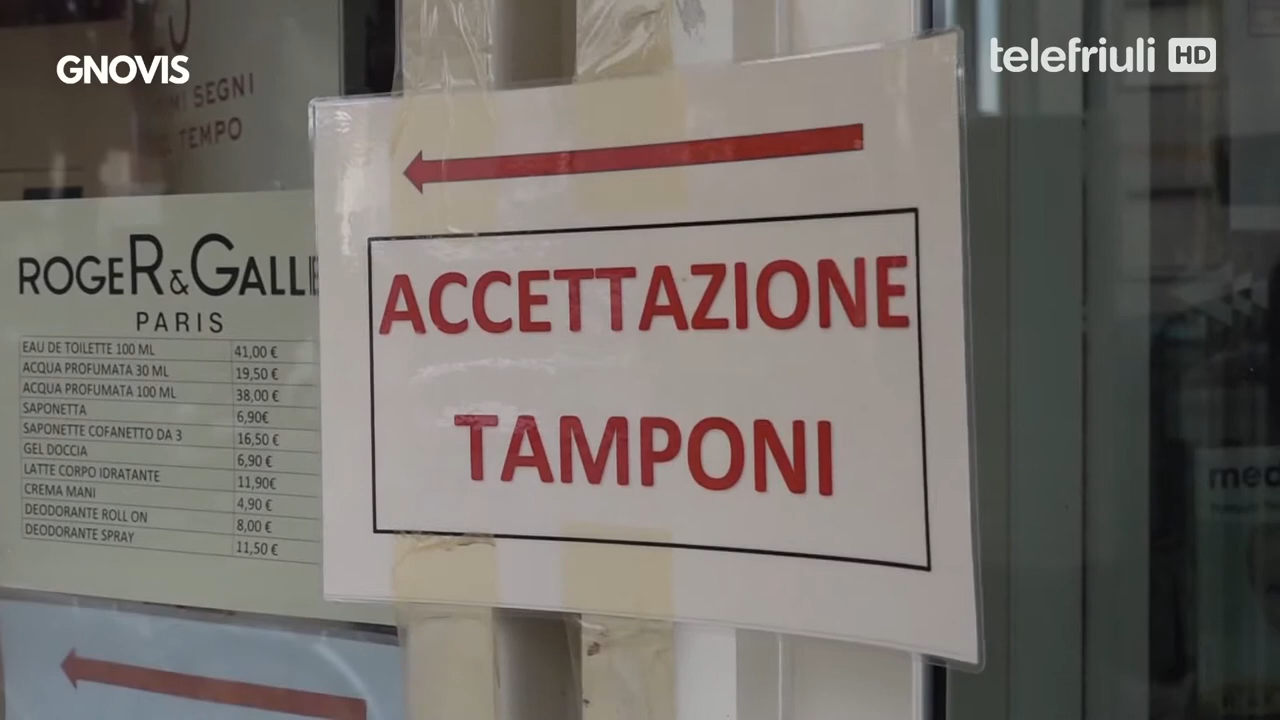 GNOVIS
telefriuli HD
SEGNI
TEMPO
ROGER & GALLE
PARIS
EAU DE TOILETTE 100 ML 41,00 €
ACQUA PROFUMATA 30 ML 19,50 €
ACQUA PROFUMATA 100 ML 38,00 €
SAPONETTA 6,90€
SAPONETTE COFANETTO DA 3 16,50 €
GEL DOCCIA 6,90 €
LATTE CORPO IDRATANTE 11,90€
CREMA MANI 4,90 €
DEODORANTE ROLL ON 8,00 €
DEODORANTE SPRAY 11,50 €
ACCETTAZIONE
TAMPONI